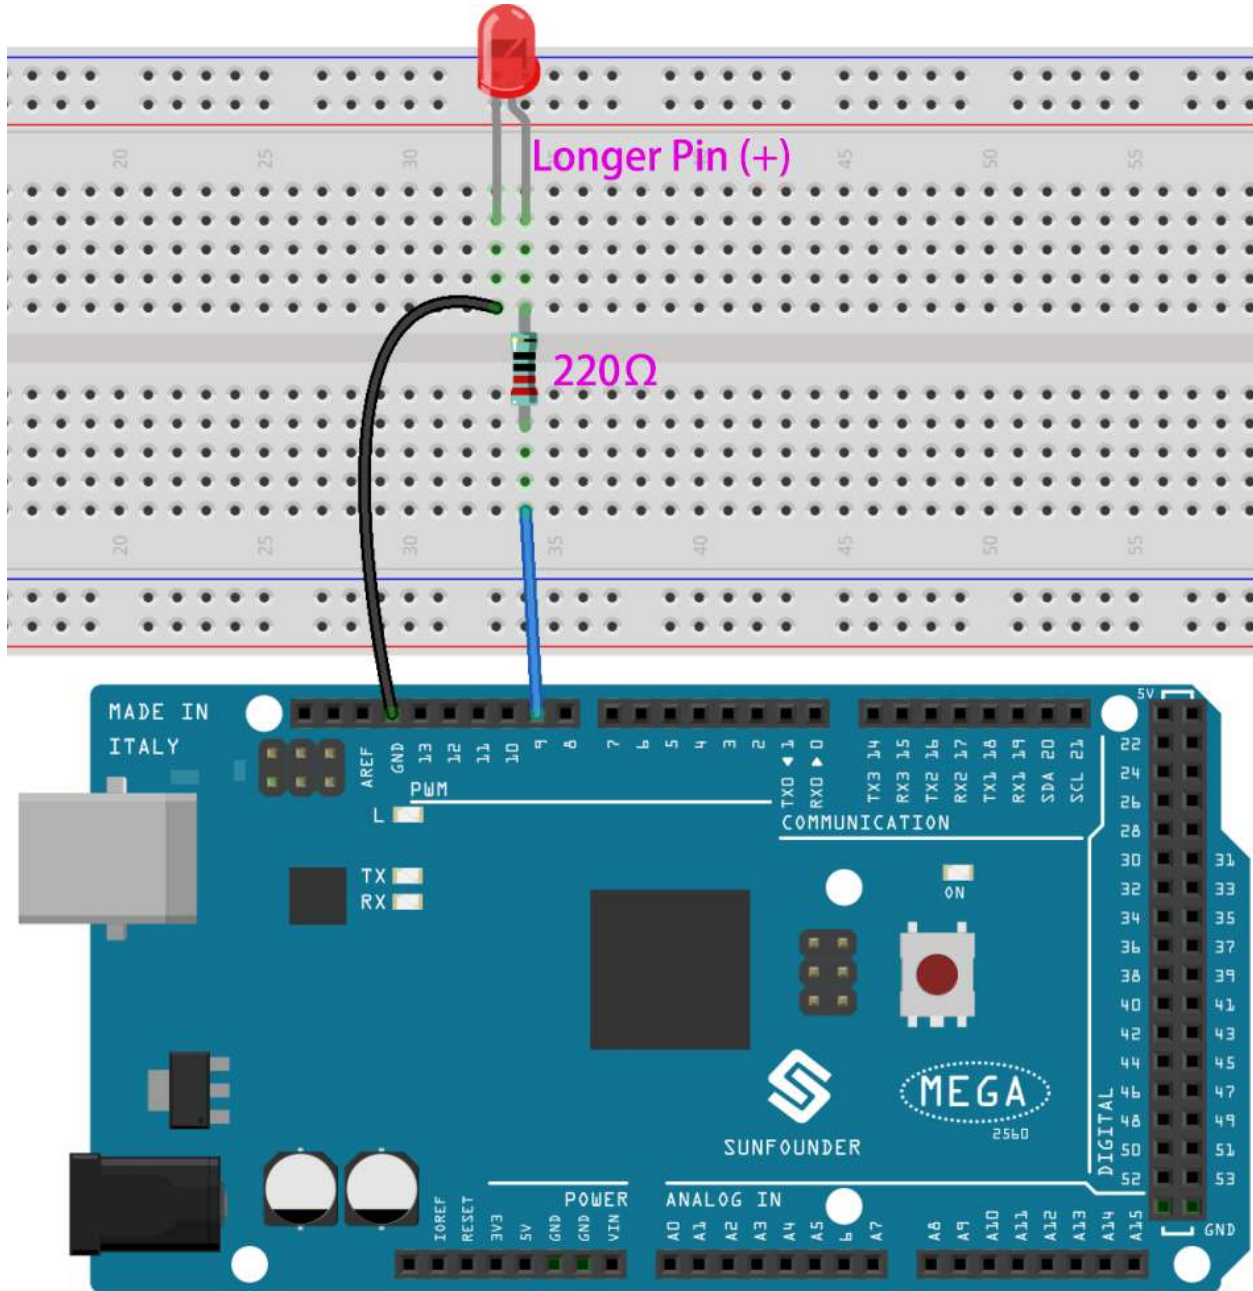 20 25 30 40 45 50 55
Longer Pin (+)
220Ω
20 25 30 35 40 45 50 55
MADE IN
ITALY
AREF GND 13 12 11 10 9 8 7 6 5 4 3 2 TX0 ◀ 1 RX0 ▶ 0 TX3 14 RX3 15 TX2 16 RX2 17 TX1 18 RX1 19 SDA 20 SCL 21
5V
PWM
COMMUNICATION
L
TX
RX
ON
22
24
26
28
30 31
32 33
34 35
36 37
38 39
40 41
42 43
44 45
46 47
48 49
50 51
52 53
GND
DIGITAL
MEGA
2560
SUNFOUNDER
POWER
ANALOG IN
IOREF RESET 3V3 5V GND GND VIN A0 A1 A2 A3 A4 A5 6 A7 A8 A9 A10 A11 A12 A13 A14 A15